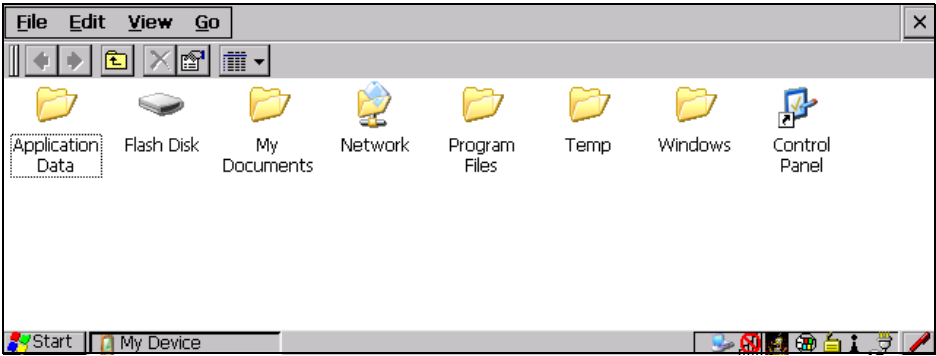 File Edit View Go
Application Data
Flash Disk
My Documents
Network
Program Files
Temp
Windows
Control Panel
Start My Device